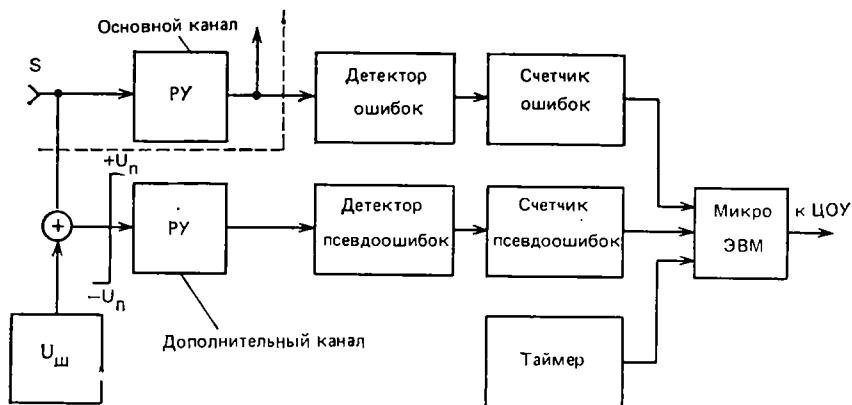 Основной канал
S
РУ
Детектор
ошибок
Счетчик
ошибок
+Uп
+
РУ
Детектор
псевдоошибок
Счетчик
псевдоошибок
Микро
ЭВМ
к ЦОУ
−Uп
Uш
Дополнительный канал
Таймер